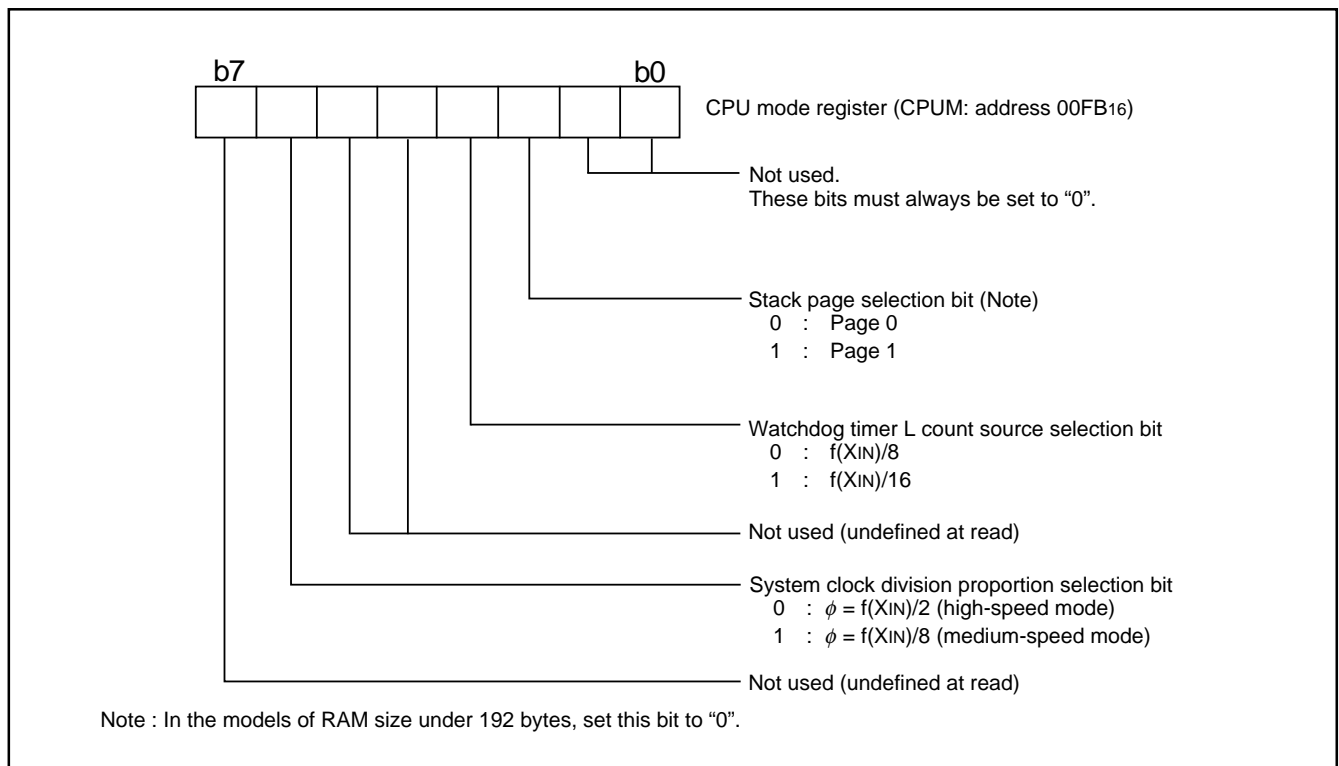 b7 b0
CPU mode register (CPUM: address 00FB16)
Not used.
These bits must always be set to “0”.
Stack page selection bit (Note)
0 : Page 0
1 : Page 1
Watchdog timer L count source selection bit
0 : f(XIN)/8
1 : f(XIN)/16
Not used (undefined at read)
System clock division proportion selection bit
0 : ϕ = f(XIN)/2 (high-speed mode)
1 : ϕ = f(XIN)/8 (medium-speed mode)
Not used (undefined at read)
Note : In the models of RAM size under 192 bytes, set this bit to “0”.